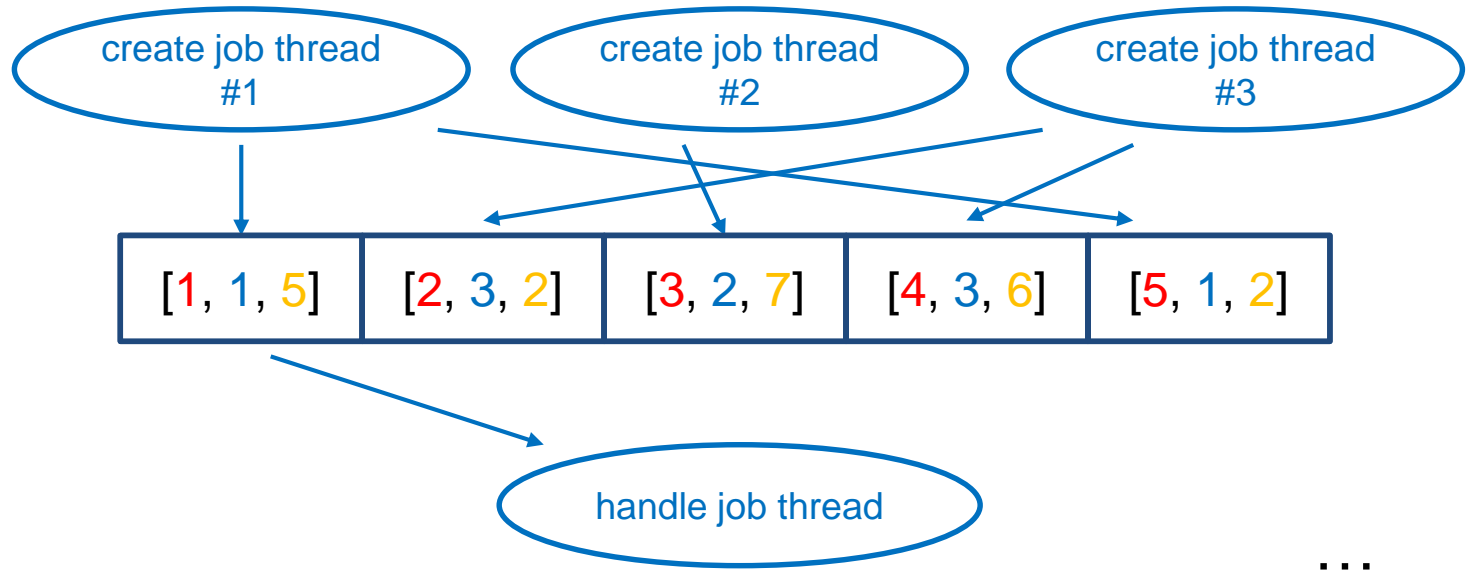 create job thread
#1
create job thread
#2
create job thread
#3
[1, 1, 5]
[2, 3, 2]
[3, 2, 7]
[4, 3, 6]
[5, 1, 2]
handle job thread
...